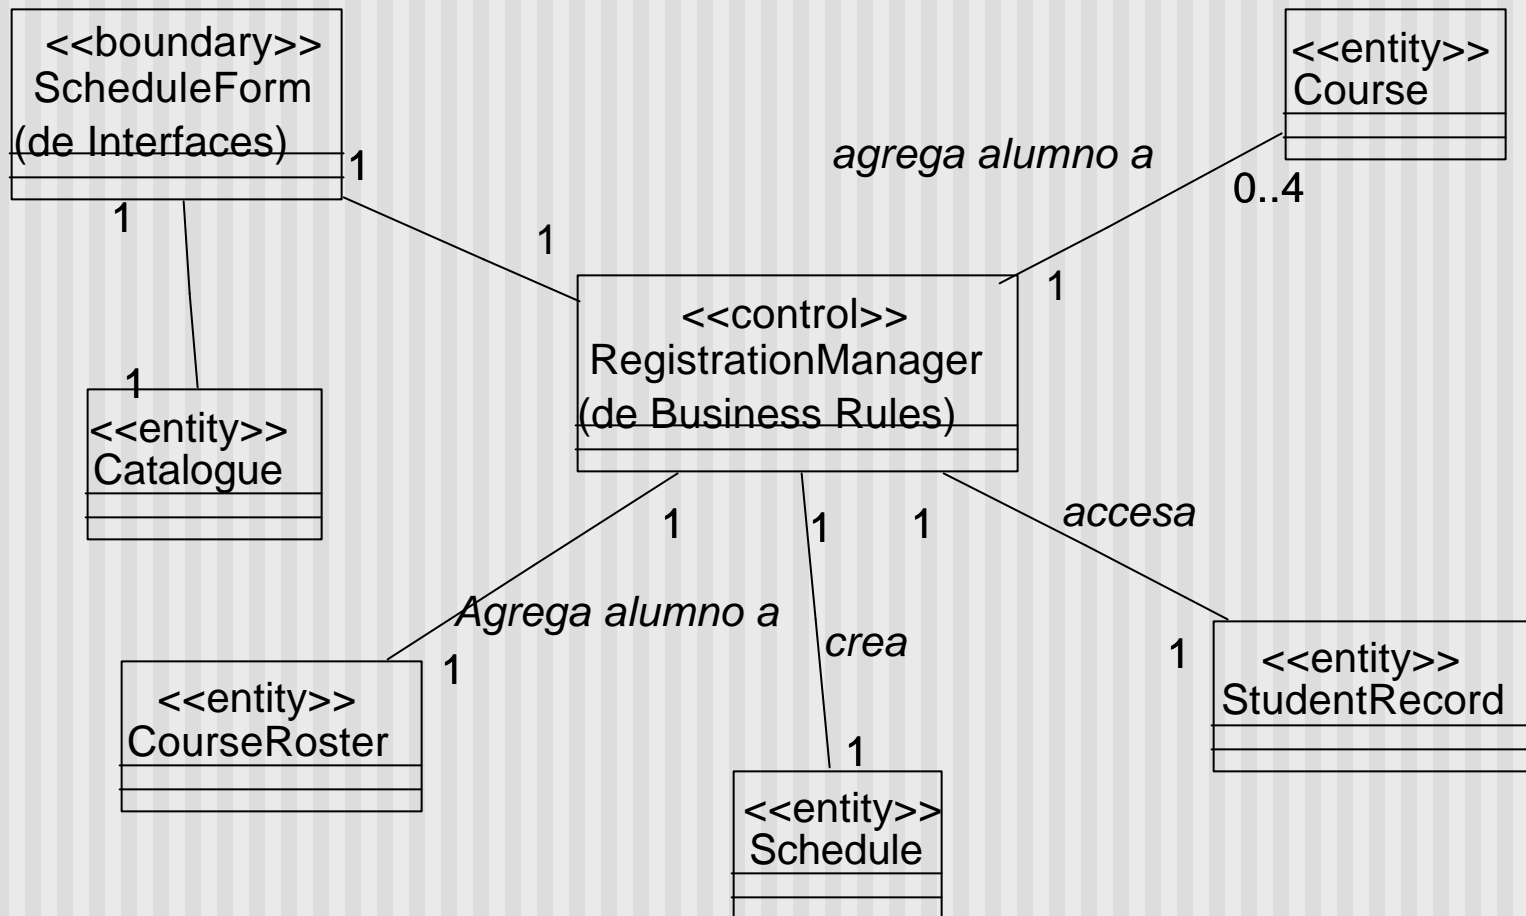 <<boundary>>
ScheduleForm
(de Interfaces)
1
1
1
<<entity>>
Course
agrega alumno a
0..4
1
<<control>>
RegistrationManager
(de Business Rules)
1
<<entity>>
Catalogue
1
1
1
accesa
Agrega alumno a
crea
1
1
<<entity>>
StudentRecord
<<entity>>
CourseRoster
1
<<entity>>
Schedule